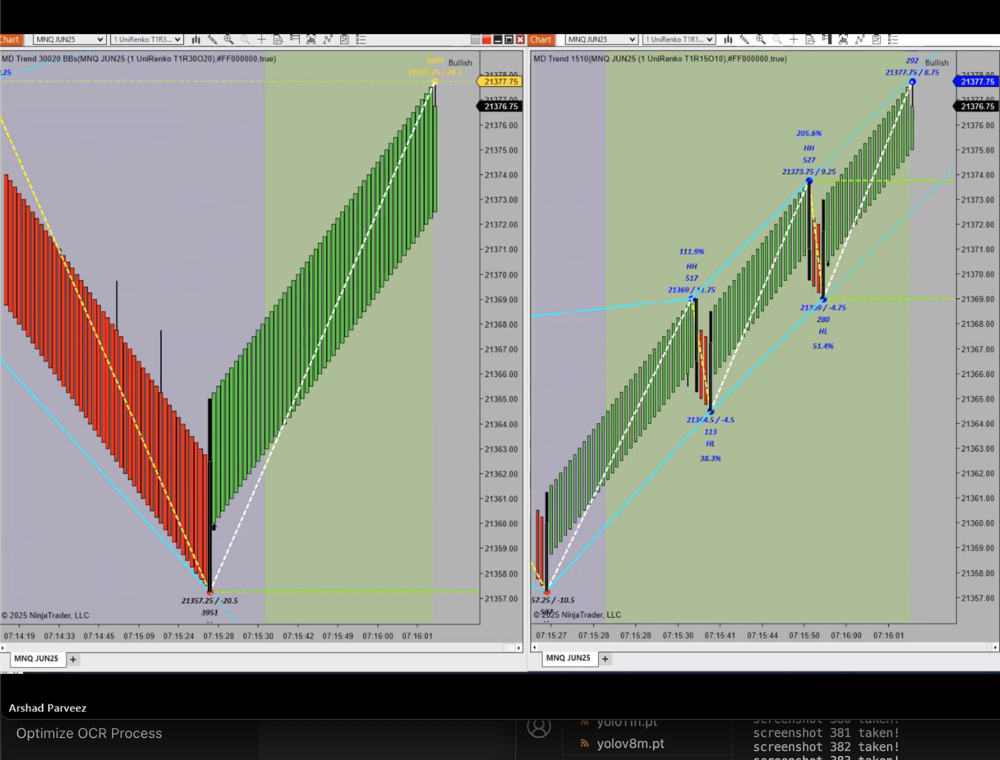 Chart
MNQ JUN25
1 UniRenko T1R3...
MD Trend 30O20 BBs(MNQ JUN25 (1 UniRenko T1R30O20),#FF000000,true)
.25
21377.75 / 20.5
Bullish
21378.00
21377.75
21376.75
21376.00
21375.00
21374.00
21373.00
21372.00
21371.00
21370.00
21369.00
21368.00
21367.00
21366.00
21365.00
21364.00
21363.00
21362.00
21361.00
21360.00
21359.00
21358.00
21357.00
21357.25 / -20.5
3951
© 2025 NinjaTrader, LLC
07:14:19 07:14:33 07:14:45 07:15:09 07:15:24 07:15:28 07:15:30 07:15:42 07:15:49 07:16:00 07:16:01
MNQ JUN25
Chart
MNQ JUN25
1 UniRenko T1R1...
MD Trend 1510(MNQ JUN25 (1 UniRenko T1R15O10),#FF000000,true)
292
Bullish
21377.75 / 8.75
21378.00
21377.75
21376.75
21376.00
21375.00
21374.00
21373.00
21372.00
21371.00
21370.00
21369.00
21368.00
21367.00
21366.00
21365.00
21364.00
21363.00
21362.00
21361.00
21360.00
21359.00
21358.00
21357.00
205.6%
HH
527
21373.75 / 9.25
111.9%
HH
517
21369 / 11.75
21369 / -4.75
280
HL
51.4%
21364.5 / -4.5
113
HL
38.3%
57.25 / -10.5
© 2025 NinjaTrader, LLC
07:15:27 07:15:28 07:15:28 07:15:30 07:15:41 07:15:44 07:15:50 07:16:00 07:16:01
MNQ JUN25
Arshad Parveez
Optimize OCR Process
yolo11n.pt
yolov8m.pt
screenshot 380 taken!
screenshot 381 taken!
screenshot 382 taken!
screenshot 383 taken!